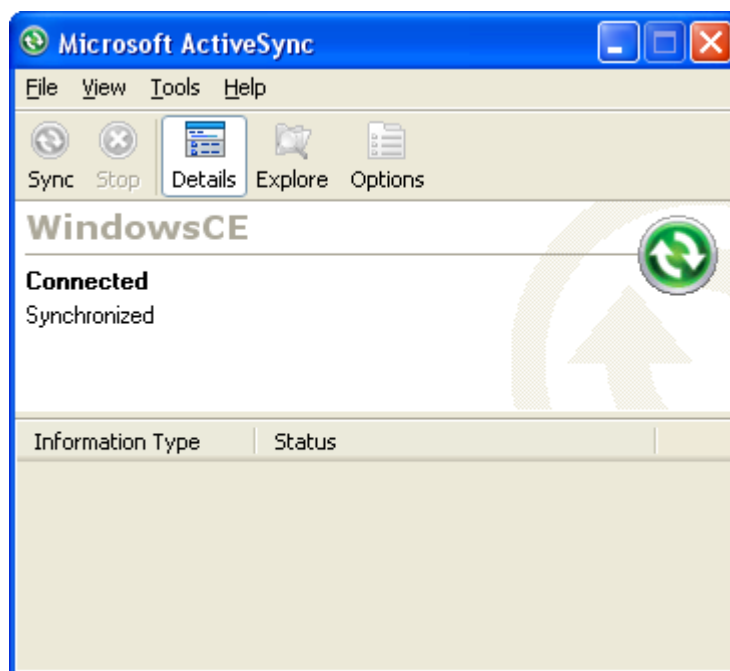 Microsoft ActiveSync
File View Tools Help
Sync Stop Details Explore Options
WindowsCE
Connected
Synchronized
Information Type Status